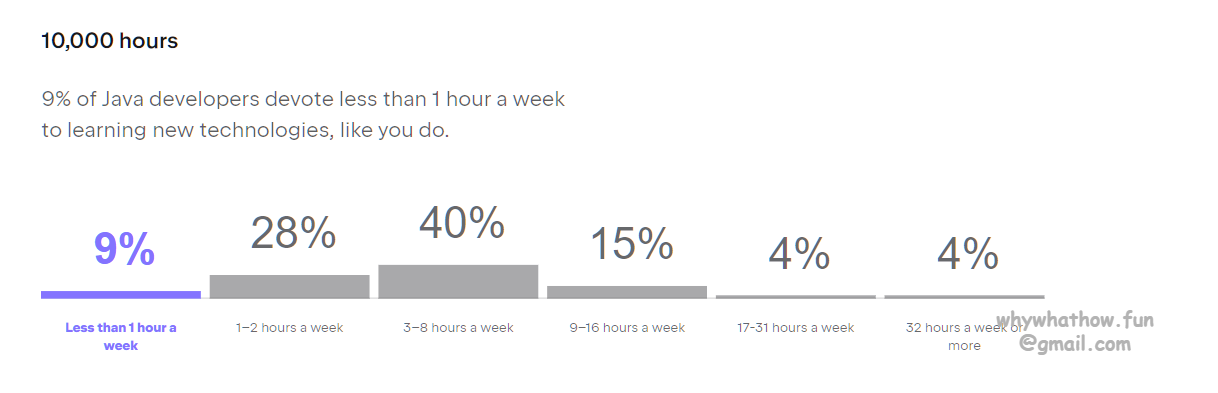 10,000 hours
9% of Java developers devote less than 1 hour a week
to learning new technologies, like you do.
9%
28%
40%
15%
4%
4%
Less than 1 hour a
week
1–2 hours a week
3–8 hours a week
9–16 hours a week
17-31 hours a week
32 hours a week or
more
whywhathow.fun
@gmail.com